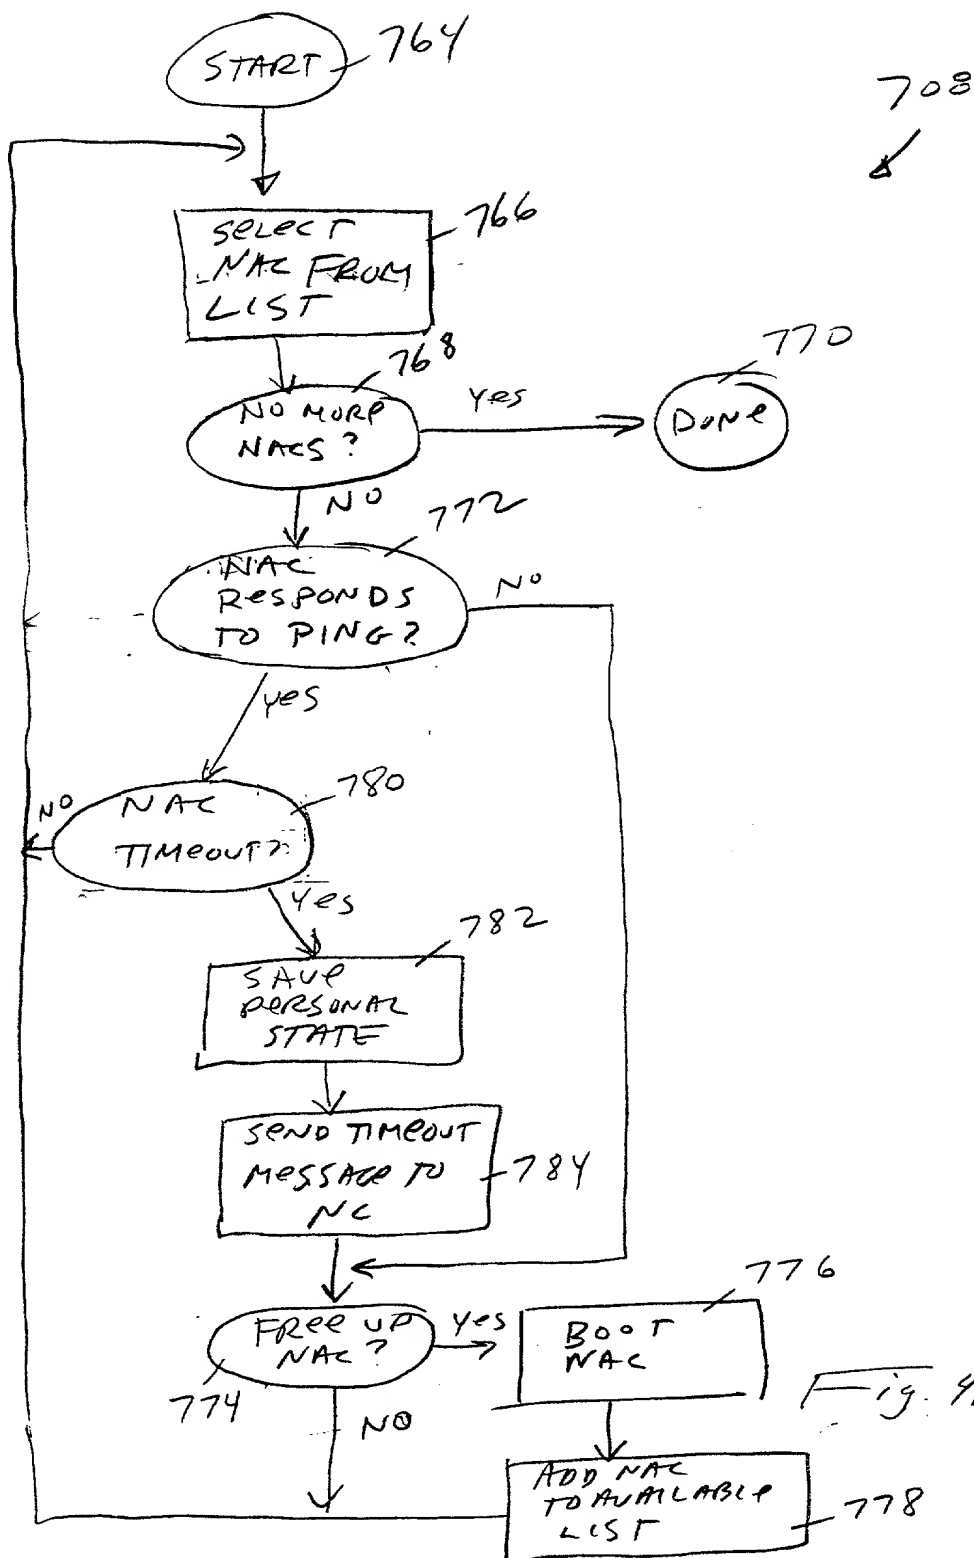 START
764
708
SELECT
NAC FROM
LIST
766
768
NO MORE
NACS?
Yes
770
DONE
NO
772
NAC
RESPONDS
TO PING?
NO
yes
780
NO
NAC
TIMEOUT?
Yes
782
SAVE
PERSONAL
STATE
SEND TIMEOUT
MESSAGE TO
NC
784
776
FREE UP
NAC?
Yes
BOOT
NAC
774
NO
Fig. 4
ADD NAC
TO AVAILABLE
LIST
778